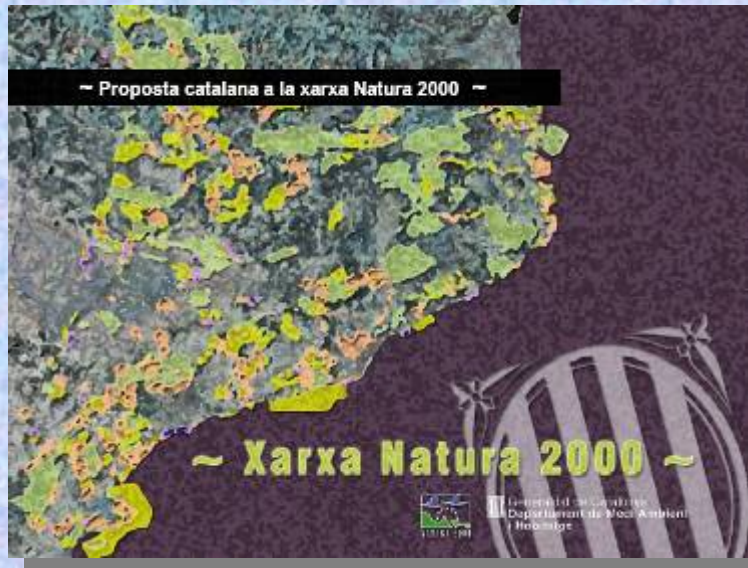 ~ Proposta catalana a la xarxa Natura 2000 ~
~ Xarxa Natura 2000 ~
Generalitat de Catalunya
Departament de Medi Ambient
i Habitatge